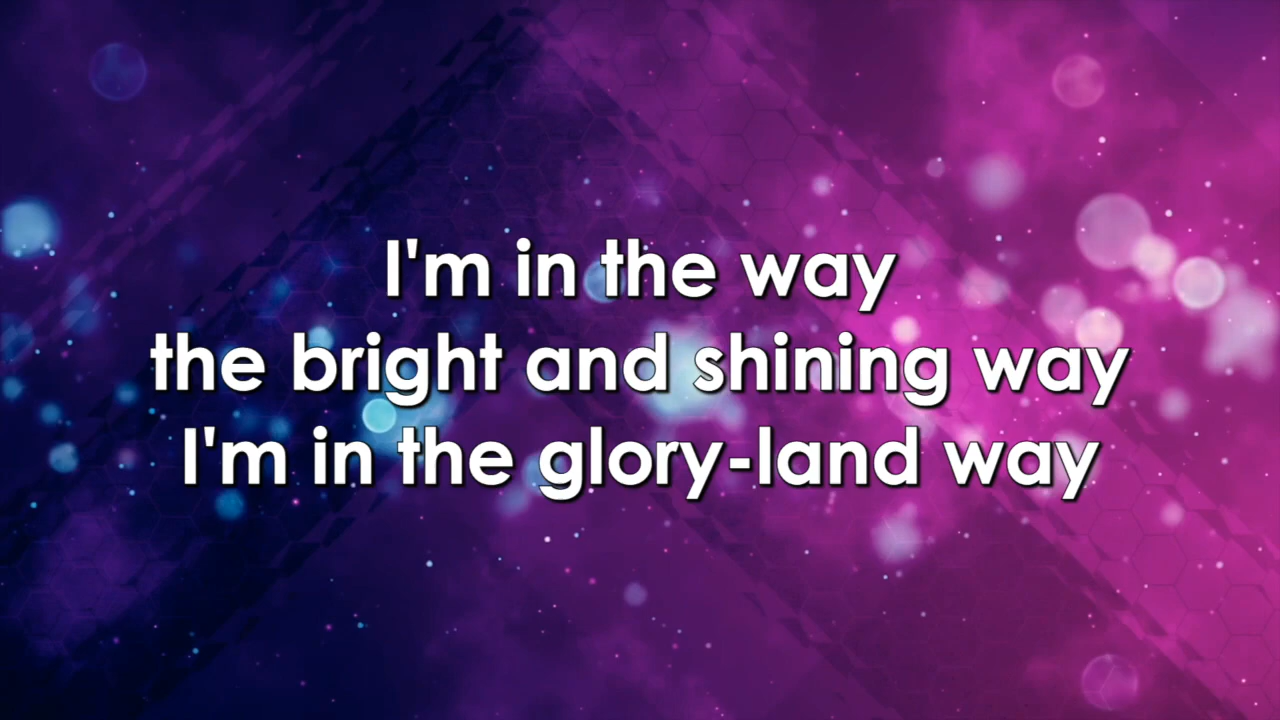 I'm in the way
the bright and shining way
I'm in the glory-land way